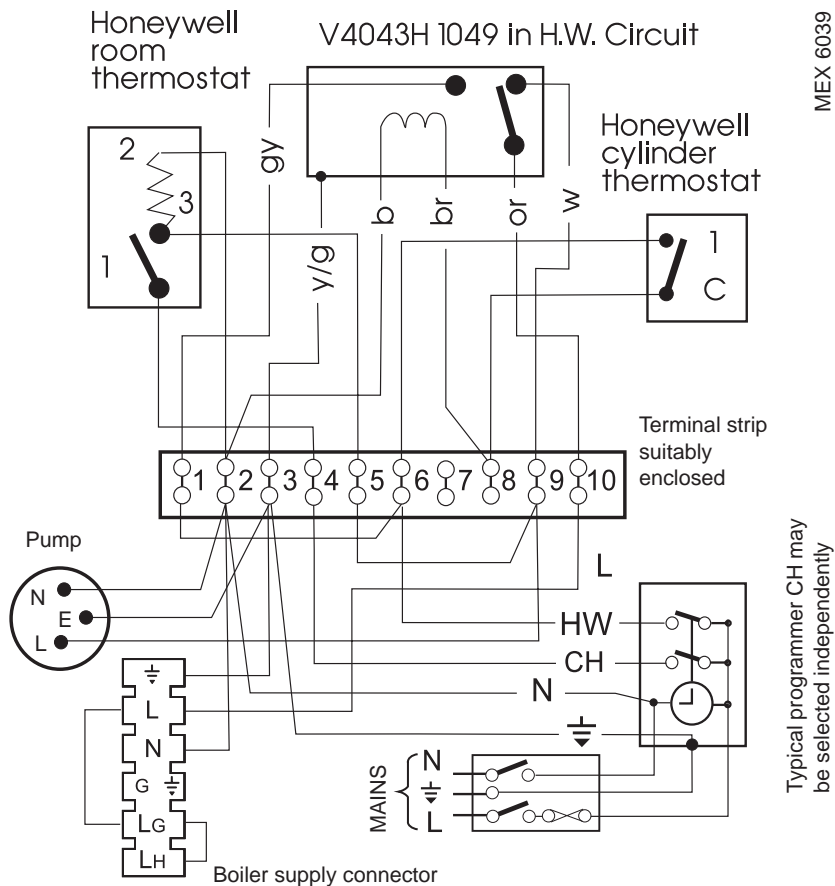 Honeywell
room
thermostat
V4043H 1049 in H.W. Circuit
MEX 6039
Honeywell
cylinder
thermostat
2
3
1
gy
y/g
b
br
or
w
1
C
Terminal strip
suitably
enclosed
1 2 3 4 5 6 7 8 9 10
Pump
N
E
L
L
HW
CH
N
L
N
G
LG
LH
Boiler supply connector
MAINS
N
L
Typical programmer CH may
be selected independently